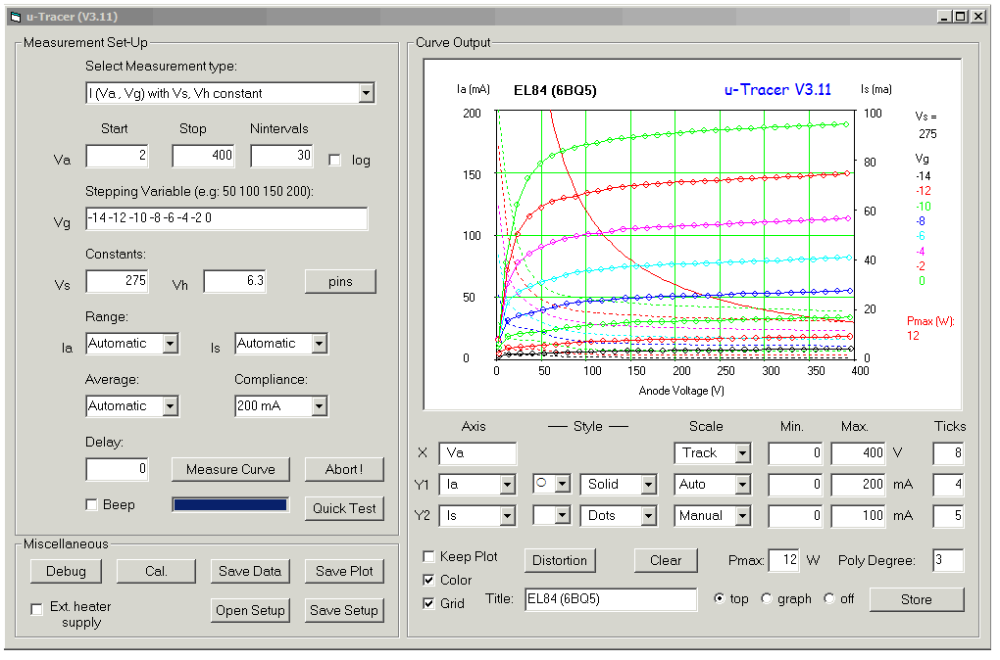 u-Tracer (V3.11)
Measurement Set-Up
Select Measurement type:
I (Va , Vg) with Vs, Vh constant
Start Stop Nintervals
Va 2 400 30 log
Stepping Variable (e.g: 50 100 150 200):
Vg -14 -12 -10 -8 -6 -4 -2 0
Constants:
Vs 275 Vh 6.3 pins
Range:
Ia Automatic Is Automatic
Average: Compliance:
Automatic 200 mA
Delay:
0 Measure Curve Abort !
Beep Quick Test
Miscellaneous
Debug Cal. Save Data Save Plot
Ext. heater
supply
Open Setup Save Setup
Curve Output
Ia (mA) EL84 (6BQ5) u-Tracer V3.11 Is (ma)
200 100
80
150
60
100
40
50
20
0 0
0 50 100 150 200 250 300 350 400
Anode Voltage (V)
Vs =
275
Vg
-14
-12
-10
-8
-6
-4
-2
0
Pmax (W):
12
Axis Style Scale Min. Max. Ticks
X Va Track 0 400 V 8
Y1 Ia Solid Auto 0 200 mA 4
Y2 Is Dots Manual 0 100 mA 5
Keep Plot Distortion Clear Pmax: 12 W Poly Degree: 3
Color
Grid Title: EL84 (6BQ5) top graph off Store